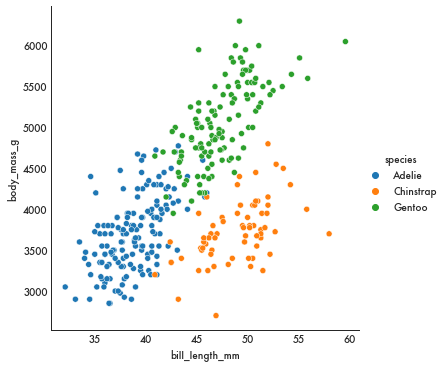 6000
5500
5000
4500
4000
3500
3000
body_mass_g
35 40 45 50 55 60
bill_length_mm
species
Adelie
Chinstrap
Gentoo